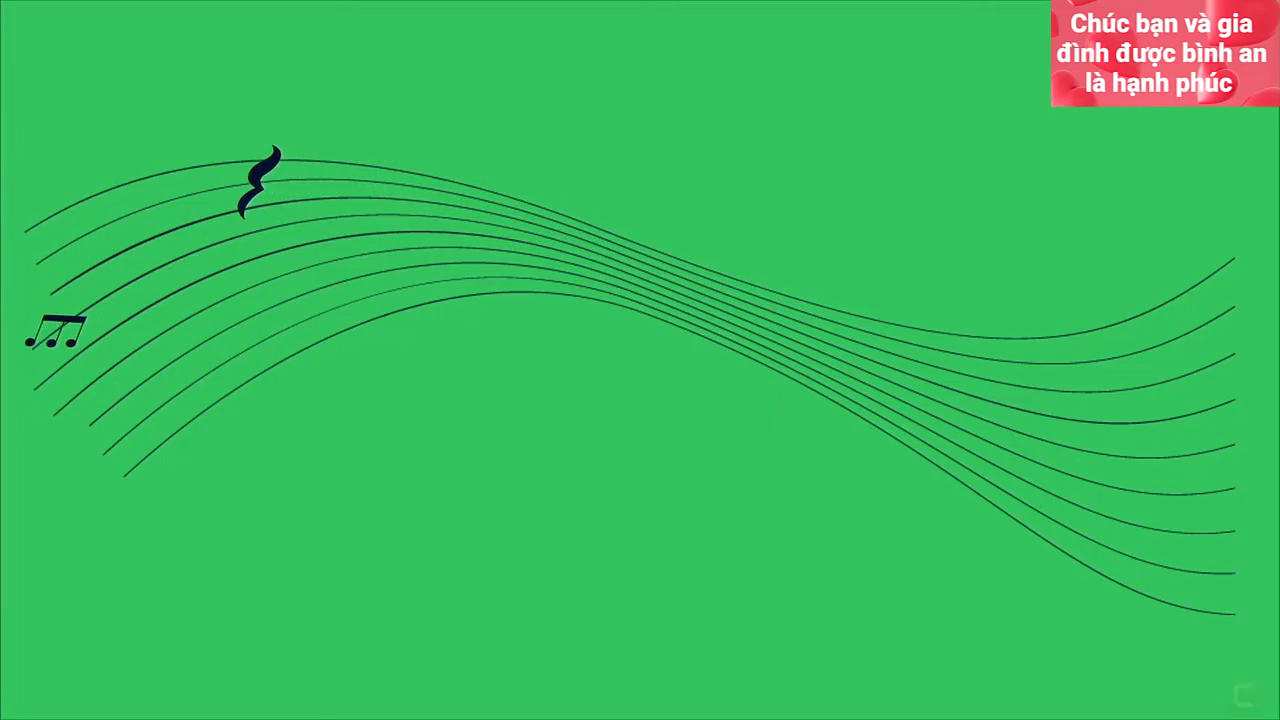 Chúc bạn và gia
đình được bình an
là hạnh phúc